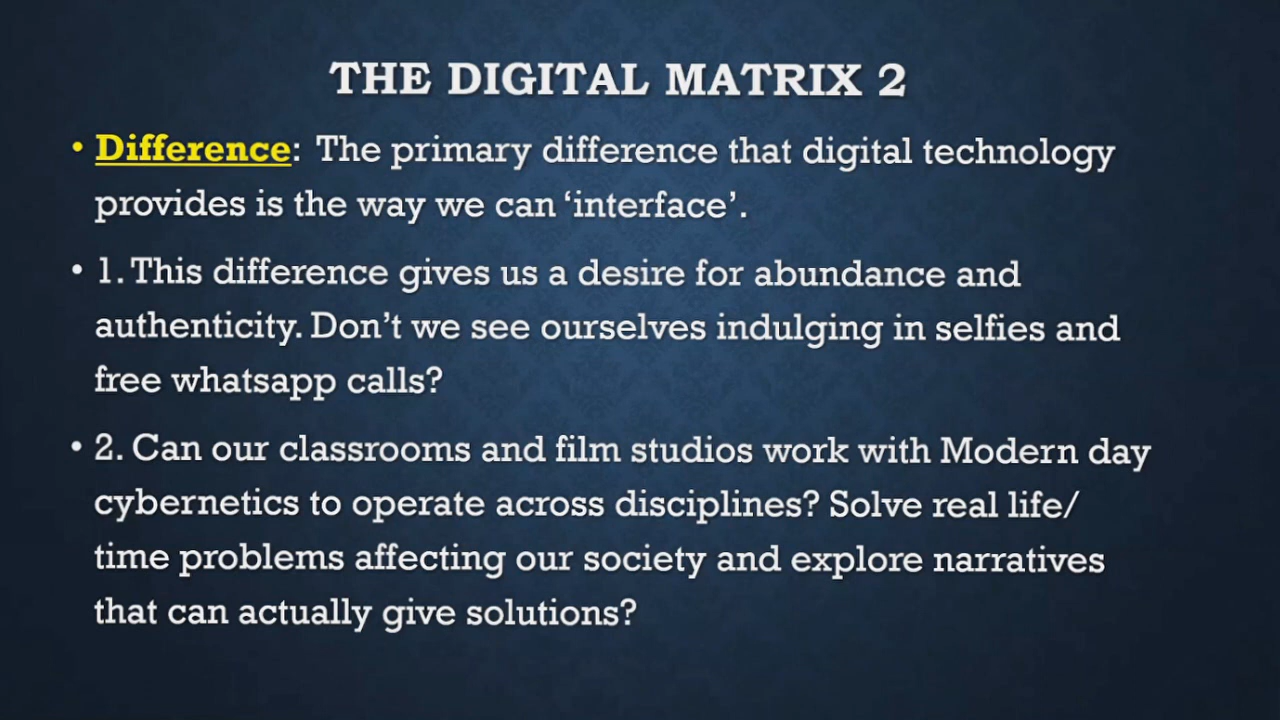 THE DIGITAL MATRIX 2
• Difference: The primary difference that digital technology
provides is the way we can ‘interface’.
• 1. This difference gives us a desire for abundance and
authenticity. Don’t we see ourselves indulging in selfies and
free whatsapp calls?
• 2. Can our classrooms and film studios work with Modern day
cybernetics to operate across disciplines? Solve real life/
time problems affecting our society and explore narratives
that can actually give solutions?